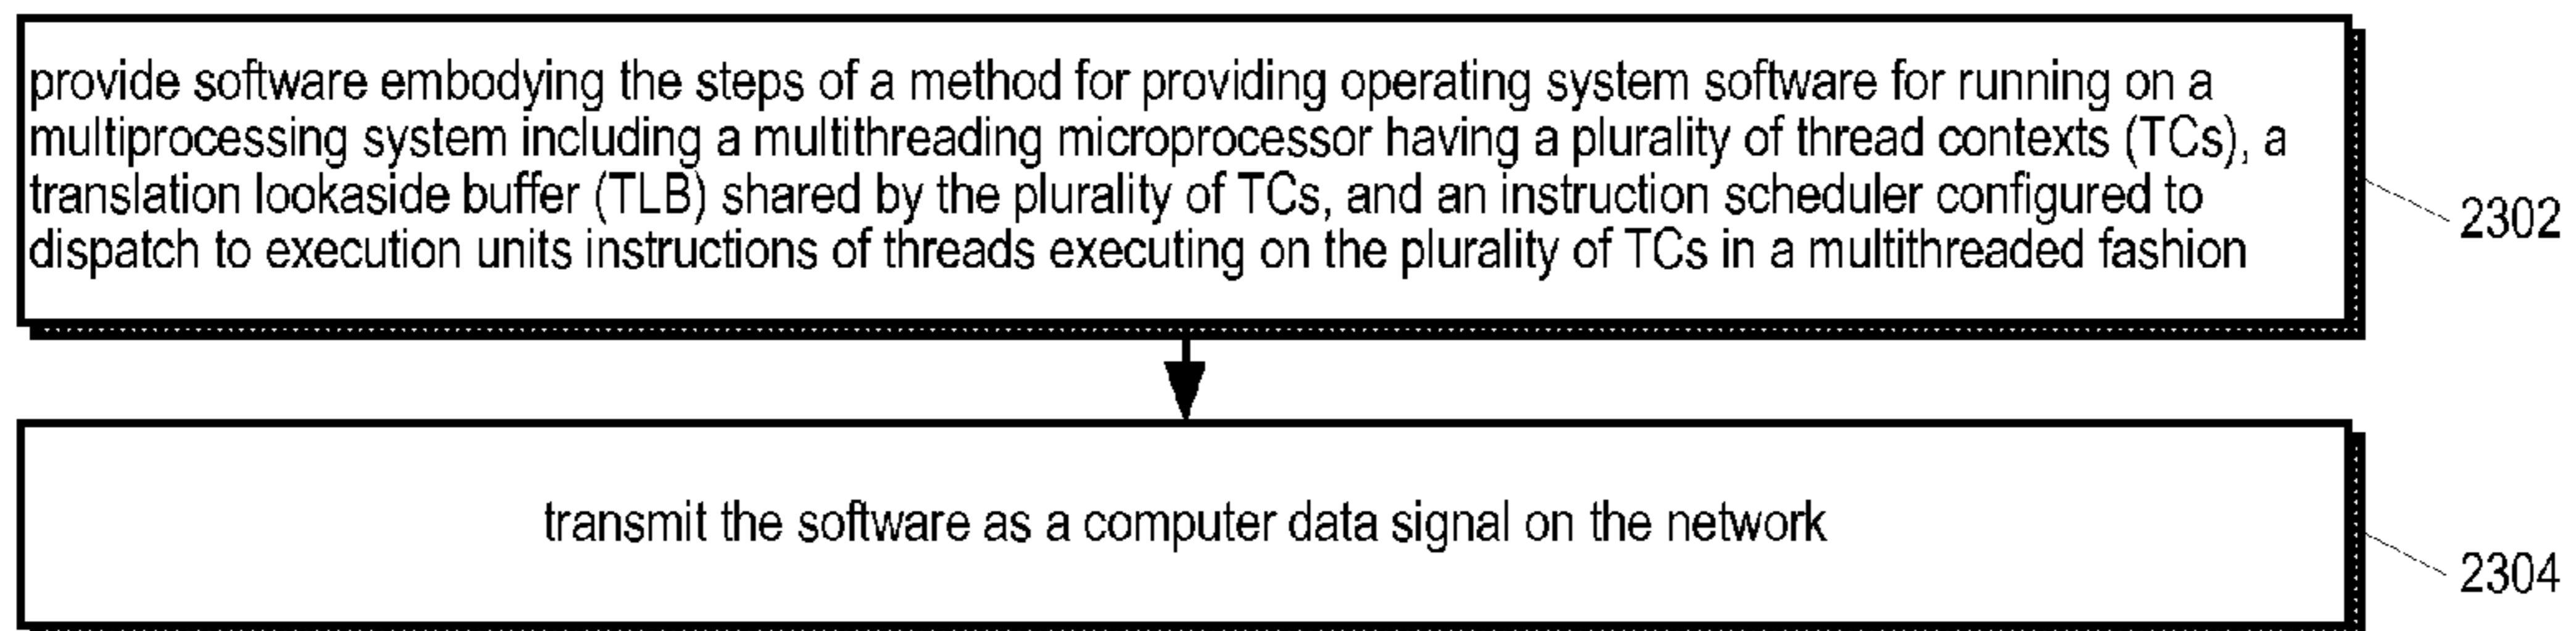 provide software embodying the steps of a method for providing operating system software for running on a
multiprocessing system including a multithreading microprocessor having a plurality of thread contexts (TCs), a
translation lookaside buffer (TLB) shared by the plurality of TCs, and an instruction scheduler configured to
dispatch to execution units instructions of threads executing on the plurality of TCs in a multithreaded fashion
2302
transmit the software as a computer data signal on the network
2304